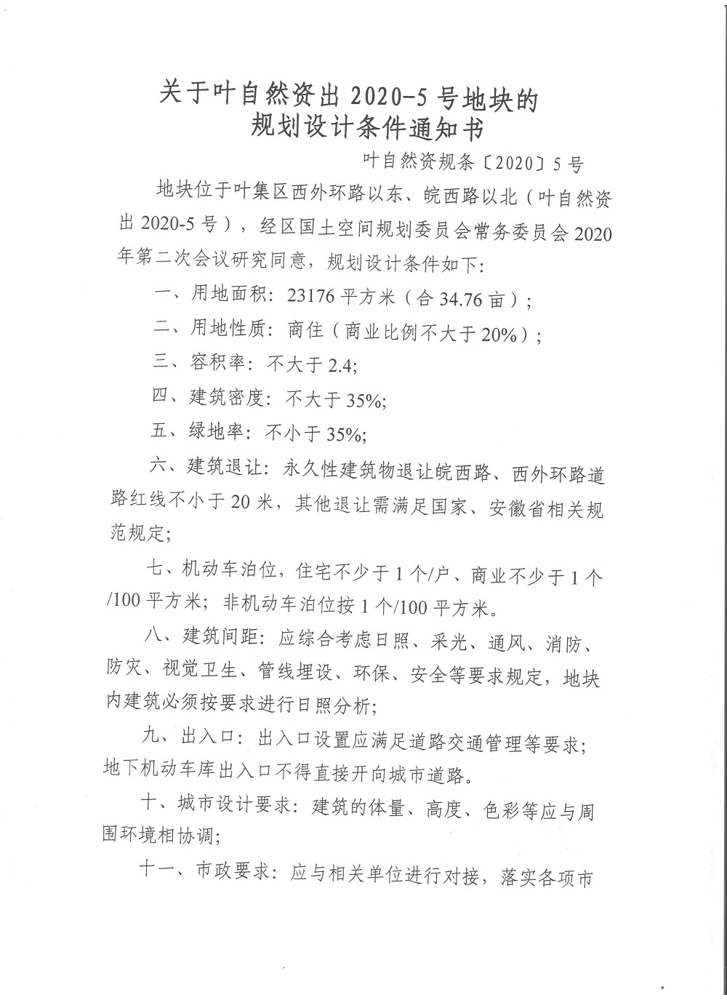 关于叶自然资出 2020-5 号地块的
规划设计条件通知书
叶自然资规条〔2020〕5 号
地块位于叶集区西外环路以东、皖西路以北（叶自然资
出 2020-5 号），经区国土空间规划委员会常务委员会 2020
年第二次会议研究同意，规划设计条件如下：
一、用地面积：23176 平方米（合 34.76 亩）；
二、用地性质：商住（商业比例不大于 20%）；
三、容积率：不大于 2.4;
四、建筑密度：不大于 35%;
五、绿地率：不小于 35%;
六、建筑退让：永久性建筑物退让皖西路、西外环路道
路红线不小于 20 米，其他退让需满足国家、安徽省相关规
范规定；
七、机动车泊位，住宅不少于 1 个/户、商业不少于 1 个
/100 平方米；非机动车泊位按 1 个/100 平方米。
八、建筑间距：应综合考虑日照、采光、通风、消防、
防灾、视觉卫生、管线埋设、环保、安全等要求规定，地块
内建筑必须按要求进行日照分析；
九、出入口：出入口设置应满足道路交通管理等要求；
地下机动车库出入口不得直接开向城市道路。
十、城市设计要求：建筑的体量、高度、色彩等应与周
围环境相协调；
十一、市政要求：应与相关单位进行对接，落实各项市